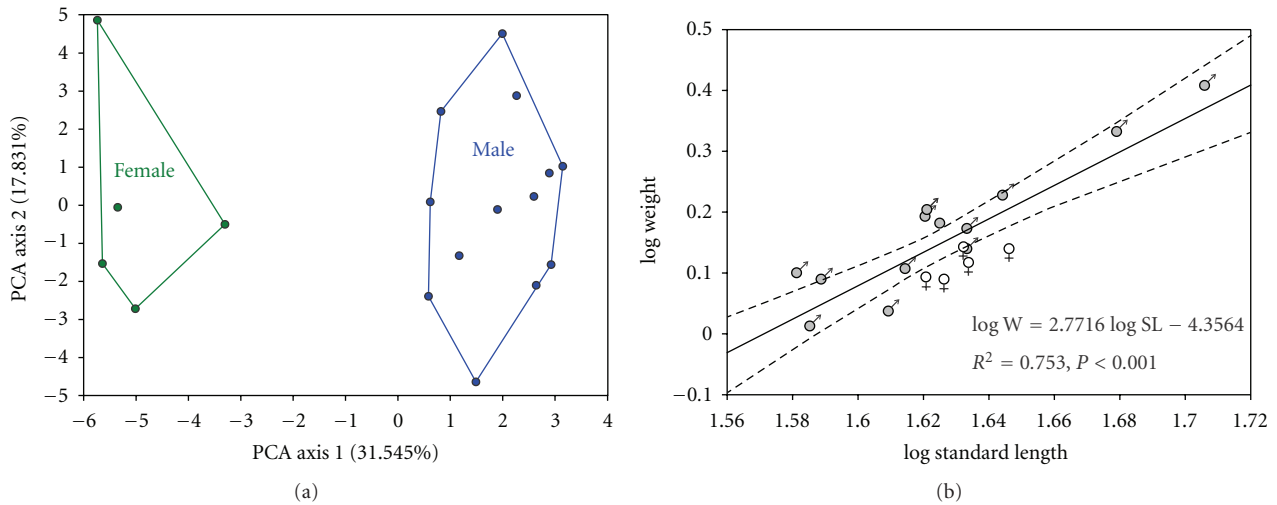 5
4
3
2
1
0
−1
−2
−3
−4
−5
PCA axis 2 (17.831%)
Female
Male
−6 −5 −4 −3 −2 −1 0 1 2 3 4
PCA axis 1 (31.545%)
(a)
0.5
0.4
0.3
0.2
0.1
0
−0.1
log weight
♂ ♂ ♂ ♂ ♂ ♂ ♂ ♂ ♂ ♂ ♂
♀ ♀ ♀ ♀ ♀
log W = 2.7716 log SL − 4.3564
R² = 0.753, P < 0.001
1.56 1.58 1.6 1.62 1.64 1.66 1.68 1.7 1.72
log standard length
(b)